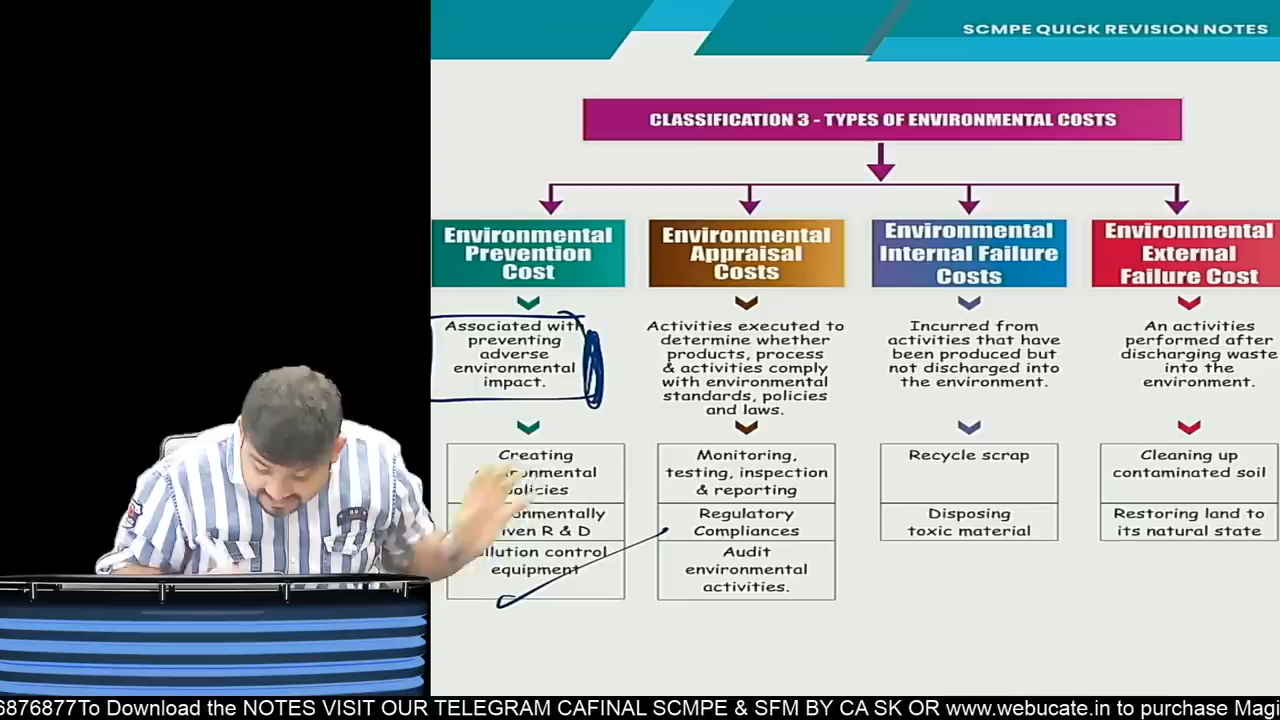 SCMPE QUICK REVISION NOTES
CLASSIFICATION 3 - TYPES OF ENVIRONMENTAL COSTS
Environmental
Prevention
Cost
Associated with
preventing
adverse
environmental
impact.
Creating
policies
R & D
control
equipment
Environmental
Appraisal
Costs
Activities executed to
determine whether
products, process
& activities comply
with environmental
standards, policies
and laws.
Monitoring,
testing, inspection
& reporting
Regulatory
Compliances
Audit
environmental
activities.
Environmental
Internal Failure
Costs
Incurred from
activities that have
been produced but
not discharged into
the environment.
Recycle scrap
Disposing
toxic material
Environmental
External
Failure Cost
An activities
performed after
discharging waste
into the
environment.
Cleaning up
contaminated soil
Restoring land to
its natural state
6876877To Download the NOTES VISIT OUR TELEGRAM CAFINAL SCMPE & SFM BY CA SK OR www.webucate.in to purchase Magi